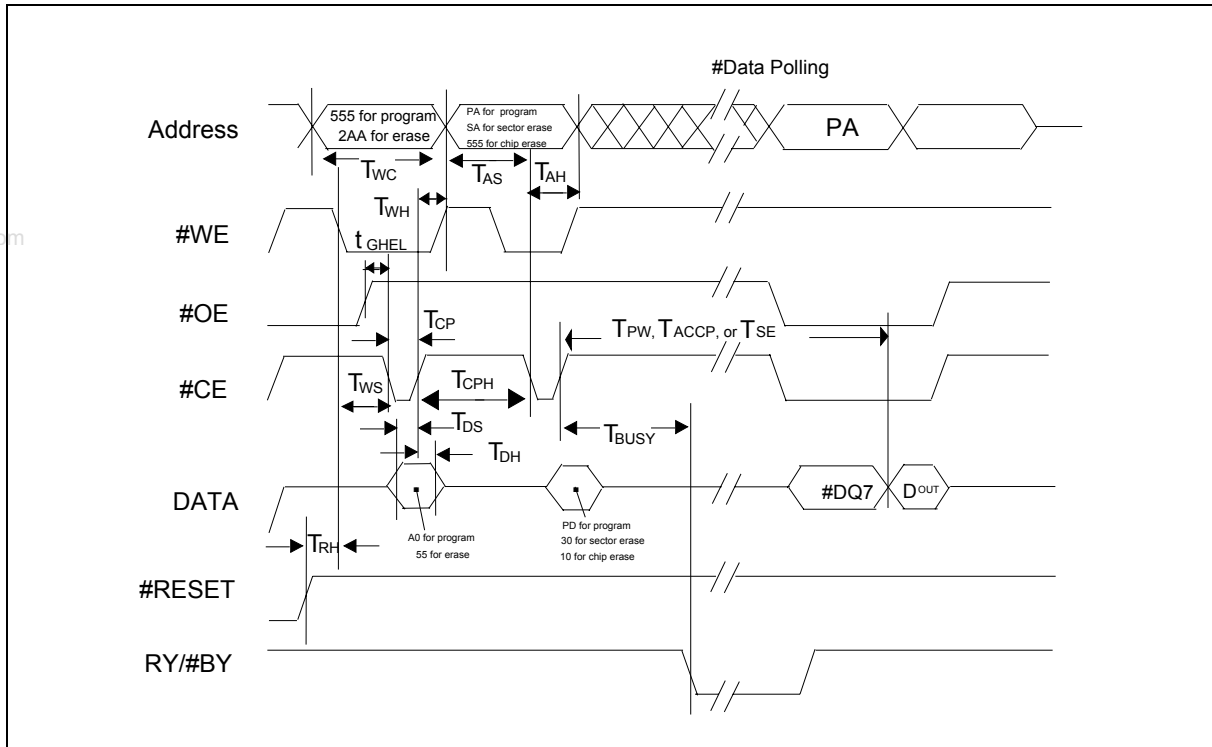 #Data Polling
Address
555 for program
2AA for erase
PA for program
SA for sector erase
555 for chip erase
PA
TWC
TAS
TAH
TWH
#WE
om
t GHEL
#OE
TCP
TPW, TACCP, or TSE
#CE
TWS
TCPH
TDS
TBUSY
TDH
DATA
#DQ7
DOUT
A0 for program
55 for erase
PD for program
30 for sector erase
10 for chip erase
TRH
#RESET
RY/#BY